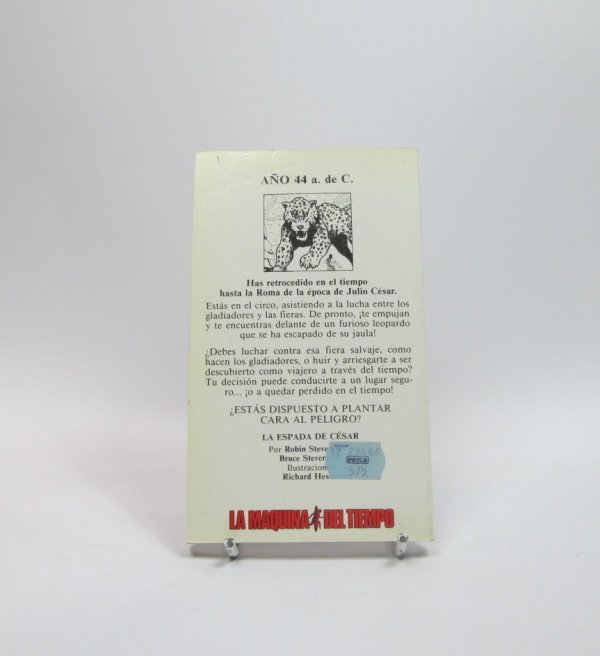 AÑO 44 a. de C.
Has retrocedido en el tiempo
hasta la Roma de la época de Julio César.
Estás en el circo, asistiendo a la lucha entre los
gladiadores y las fieras. De pronto, ¡te empujan
y te encuentras delante de un furioso leopardo
que se ha escapado de su jaula!
¿Debes luchar contra esa fiera salvaje, como
hacen los gladiadores, o huir y arriesgarte a ser
descubierto como viajero a través del tiempo?
Tu decisión puede conducirte a un lugar segu-
ro... ¡o a quedar perdido en el tiempo!
¿ESTÁS DISPUESTO A PLANTAR
CARA AL PELIGRO?
LA ESPADA DE CÉSAR
Por Robin
Bruce
Richard
575
LA MAQUINA DEL TIEMPO